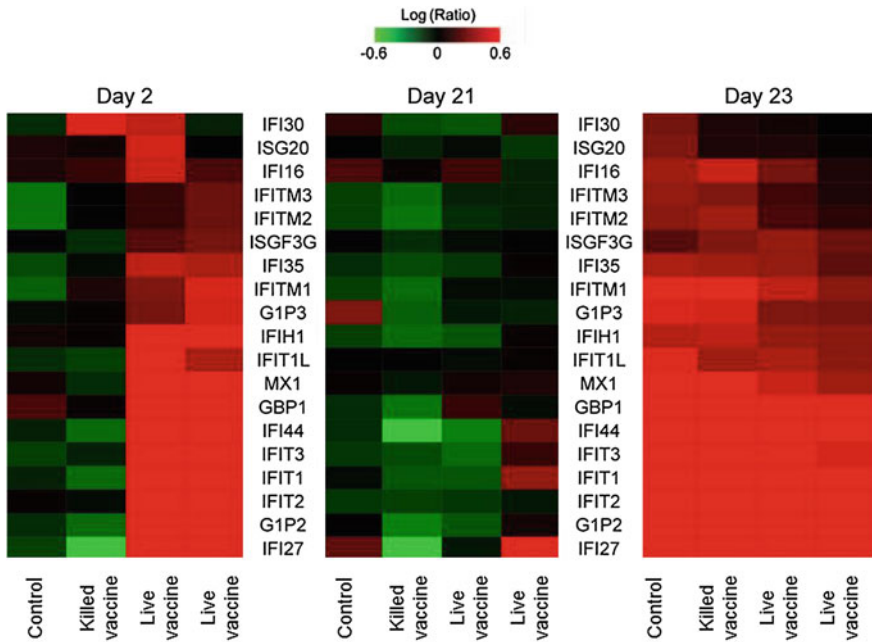 Log (Ratio)
-0.6 0 0.6
Day 2 Day 21 Day 23
IFI30 IFI30
ISG20 ISG20
IFI16 IFI16
IFITM3 IFITM3
IFITM2 IFITM2
ISGF3G ISGF3G
IFI35 IFI35
IFITM1 IFITM1
G1P3 G1P3
IFIH1 IFIH1
IFIT1L IFIT1L
MX1 MX1
GBP1 GBP1
IFI44 IFI44
IFIT3 IFIT3
IFIT1 IFIT1
IFIT2 IFIT2
G1P2 G1P2
IFI27 IFI27
Control
Killed
vaccine
Live
vaccine
Live
vaccine
Control
Killed
vaccine
Live
vaccine
Live
vaccine
Control
Killed
vaccine
Live
vaccine
Live
vaccine